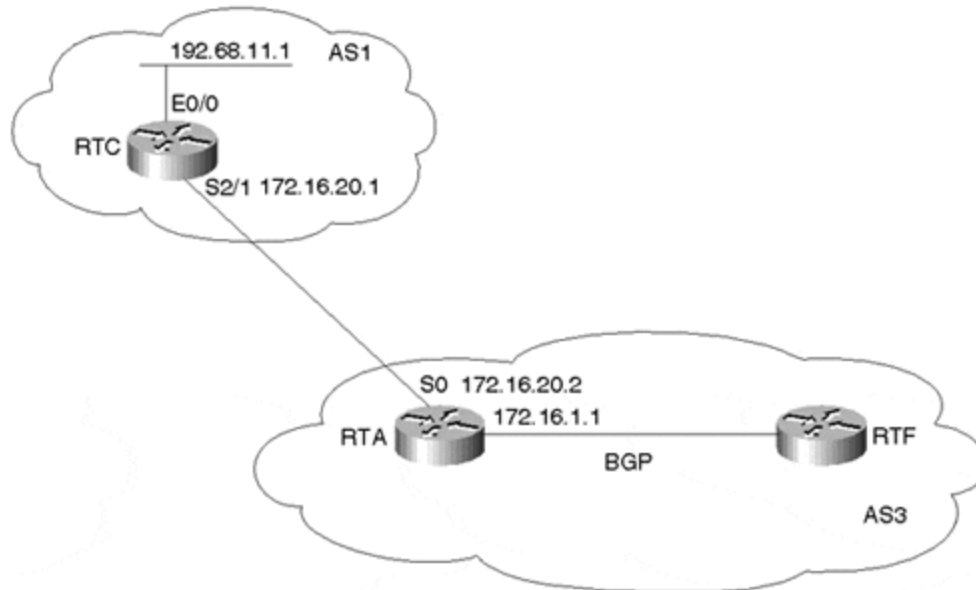 192.68.11.1 AS1
E0/0
RTC
S2/1 172.16.20.1
S0 172.16.20.2
172.16.1.1
RTA RTF
BGP
AS3